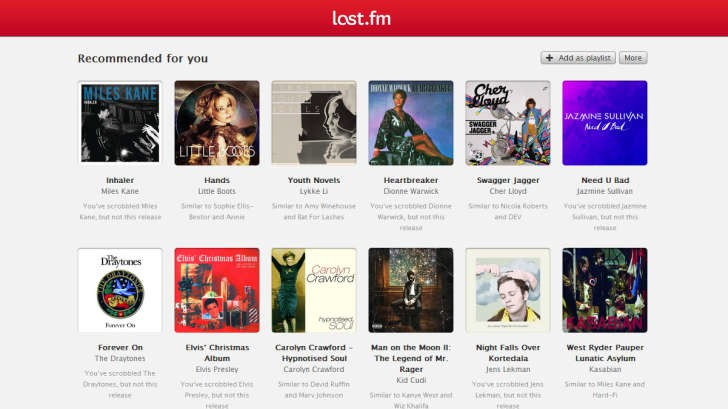 lost.fm
Recommended for you
Add as playlist
More
MILES KANE
INHALER
LITTLE BOOTS
DIONNE WARWICK HEARTBREAKER
Cher Lloyd
SWAGGER JAGGER
JAZMINE SULLIVAN
Need U Bad
Inhaler
Miles Kane
You've scrobbled Miles
Kane, but not this release
Hands
Little Boots
Similar to Sophie Ellis-
Bextor and Annie
Youth Novels
Lykke Li
Similar to Amy Winehouse
and Bat For Lashes
Heartbreaker
Dionne Warwick
You've scrobbled Dionne
Warwick, but not this
release
Swagger Jagger
Cher Lloyd
Similar to Nicola Roberts
and DEV
Need U Bad
Jazmine Sullivan
You've scrobbled Jazmine
Sullivan, but not this
release
The
Draytones
Forever On
Elvis' Christmas Album
Carolyn
Crawford
hypnotised
SOUL
KASABIAN
Forever On
The Draytones
You've scrobbled The
Draytones, but not this
release
Elvis' Christmas
Album
Elvis Presley
You've scrobbled Elvis
Presley, but not this
release
Carolyn Crawford -
Hypnotised Soul
Similar to David Ruffin
and Marv Johnson
Man on the Moon II:
The Legend of Mr.
Rager
Kid Cudi
Similar to Kanye West and
Wiz Khalifa
Night Falls Over
Kortedala
Jens Lekman
You've scrobbled Jens
Lekman, but not this
release
West Ryder Pauper
Lunatic Asylum
Kasabian
Similar to Miles Kane and
Hard-Fi